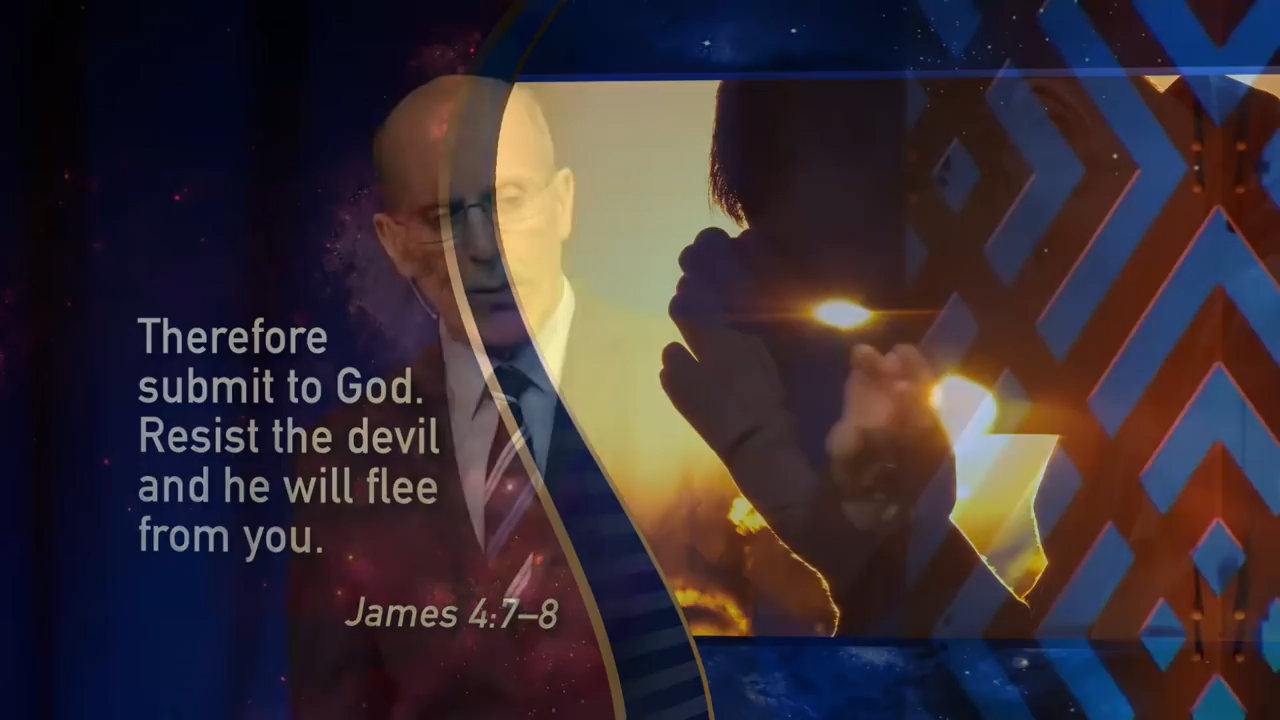 Therefore
submit to God.
Resist the devil
and he will flee
from you.
James 4:7–8